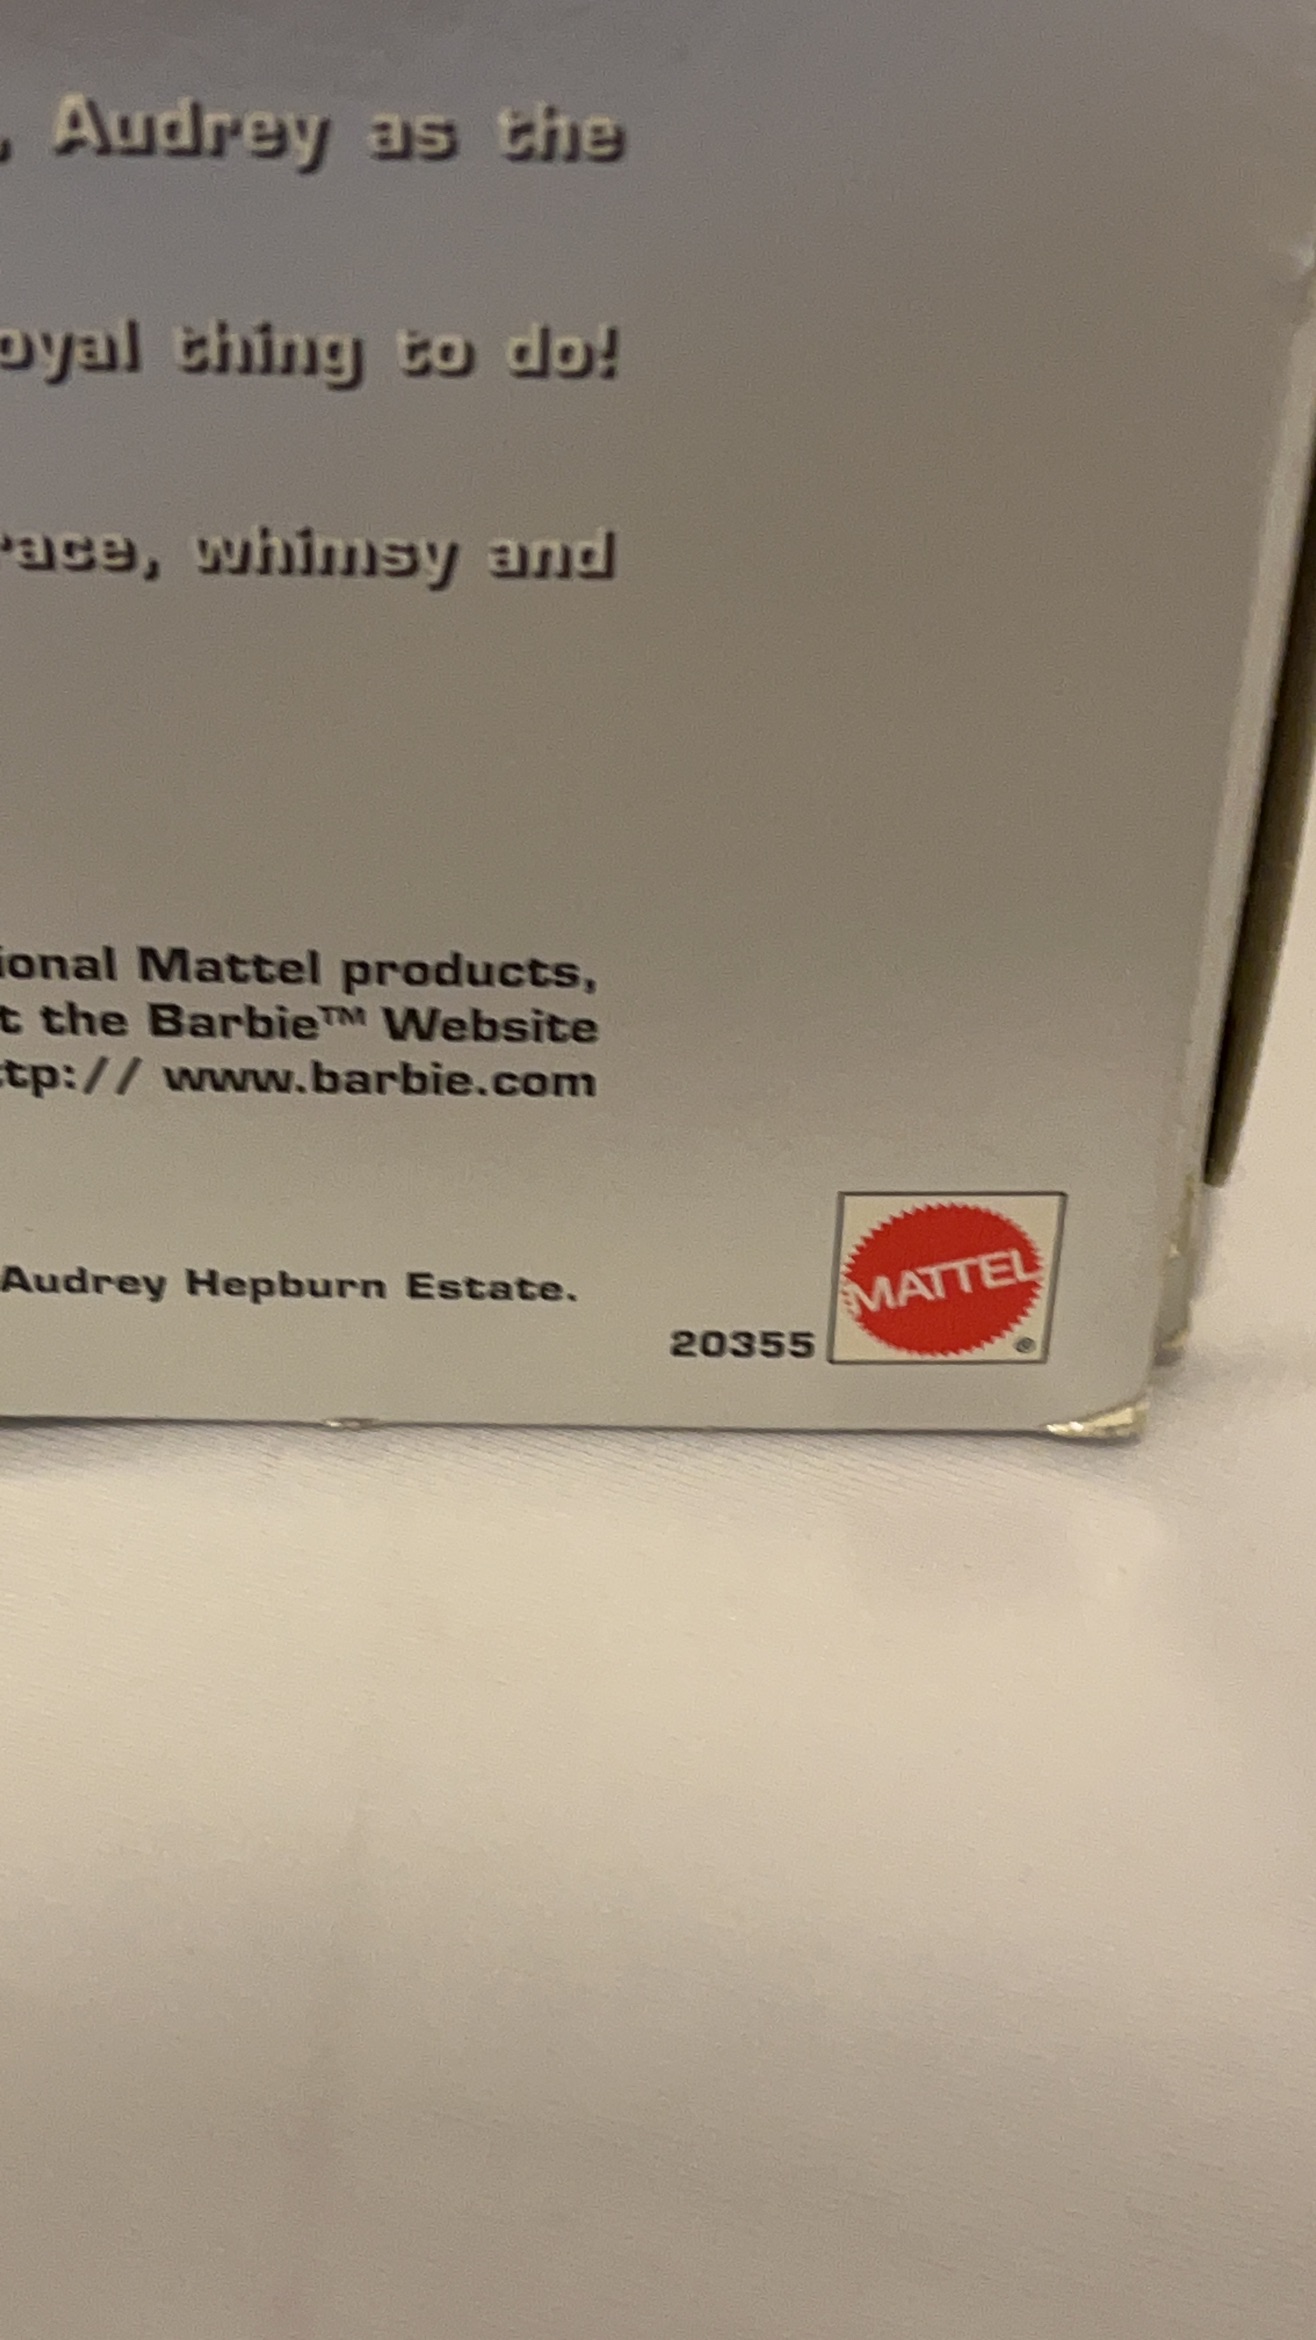 , Audrey as the
oyal thing to do!
race, whimsy and
ional Mattel products,
t the Barbie™ Website
tp:// www.barbie.com
Audrey Hepburn Estate.
20355
MATTEL
®